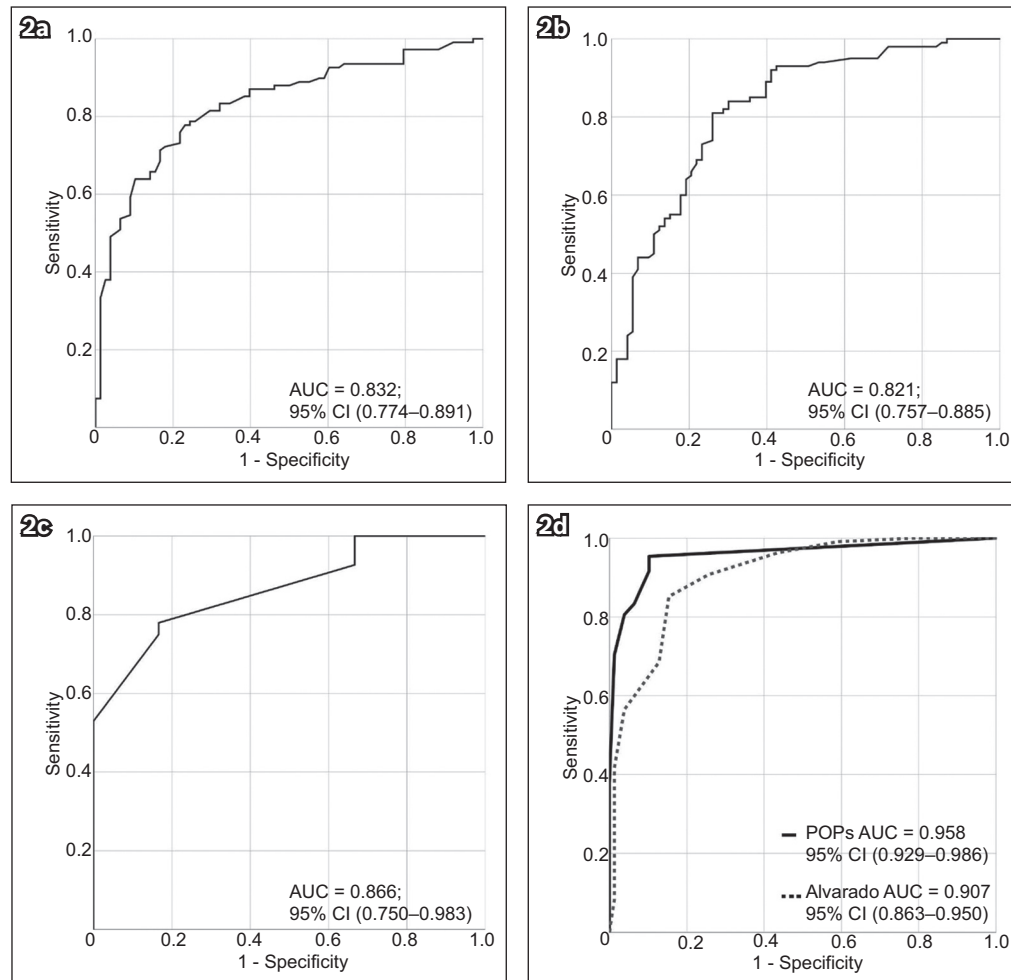 2a
1.0
0.8
0.6
0.4
0.2
0
0.2
0.4
0.6
0.8
1.0
Sensitivity
1 - Specificity
AUC = 0.832;
95% CI (0.774–0.891)
2b
1.0
0.8
0.6
0.4
0.2
0
0.2
0.4
0.6
0.8
1.0
Sensitivity
1 - Specificity
AUC = 0.821;
95% CI (0.757–0.885)
2c
1.0
0.8
0.6
0.4
0.2
0
0.2
0.4
0.6
0.8
1.0
Sensitivity
1 - Specificity
AUC = 0.866;
95% CI (0.750–0.983)
2d
1.0
0.8
0.6
0.4
0.2
0
0.2
0.4
0.6
0.8
1.0
Sensitivity
1 - Specificity
POPs AUC = 0.958
95% CI (0.929–0.986)
Alvarado AUC = 0.907
95% CI (0.863–0.950)